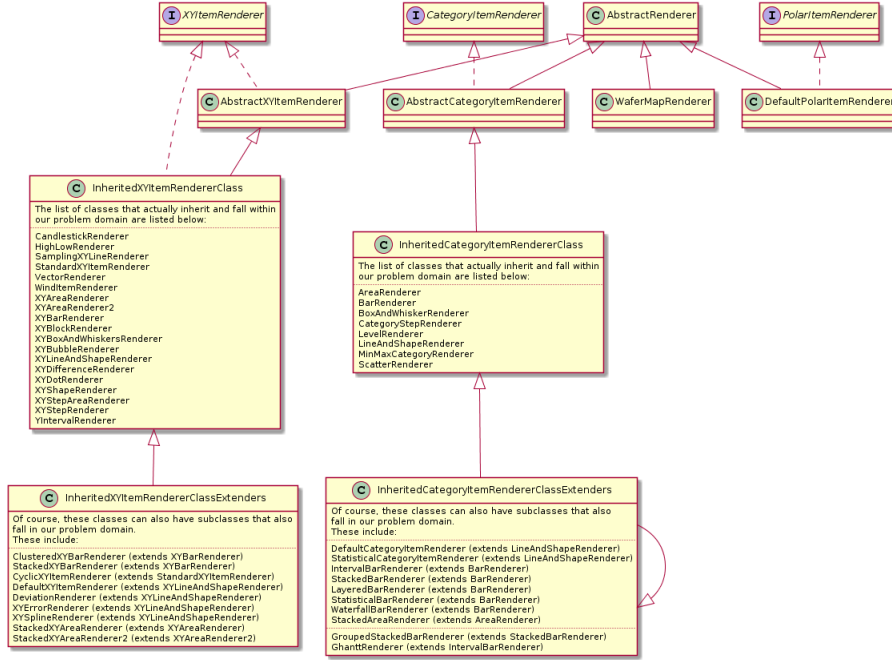 I XYItemRenderer
I CategoryItemRenderer
C AbstractRenderer
I PolarItemRenderer
C AbstractXYItemRenderer
C AbstractCategoryItemRenderer
C WaferMapRenderer
C DefaultPolarItemRenderer
C InheritedXYItemRendererClass
The list of classes that actually inherit and fall within
our problem domain are listed below:
CandlestickRenderer
HighLowRenderer
SamplingXYLineRenderer
StandardXYItemRenderer
VectorRenderer
WindItemRenderer
XYAreaRenderer
XYAreaRenderer2
XYBarRenderer
XYBlockRenderer
XYBoxAndWhiskersRenderer
XYBubbleRenderer
XYLineAndShapeRenderer
XYDifferenceRenderer
XYDotRenderer
XYShapeRenderer
XYStepAreaRenderer
XYStepRenderer
YIntervalRenderer
C InheritedCategoryItemRendererClass
The list of classes that actually inherit and fall within
our problem domain are listed below:
AreaRenderer
BarRenderer
BoxAndWhiskerRenderer
CategoryStepRenderer
LevelRenderer
LineAndShapeRenderer
MinMaxCategoryRenderer
ScatterRenderer
C InheritedXYItemRendererClassExtenders
Of course, these classes can also have subclasses that also
fall in our problem domain.
These include:
ClusteredXYBarRenderer (extends XYBarRenderer)
StackedXYBarRenderer (extends XYBarRenderer)
CyclicXYItemRenderer (extends StandardXYItemRenderer)
DefaultXYItemRenderer (extends XYLineAndShapeRenderer)
DeviationRenderer (extends XYLineAndShapeRenderer)
XYErrorRenderer (extends XYLineAndShapeRenderer)
XYSplineRenderer (extends XYLineAndShapeRenderer)
StackedXYAreaRenderer (extends XYAreaRenderer)
StackedXYAreaRenderer2 (extends XYAreaRenderer2)
C InheritedCategoryItemRendererClassExtenders
Of course, these classes can also have subclasses that also
fall in our problem domain.
These include:
DefaultCategoryItemRenderer (extends LineAndShapeRenderer)
StatisticalCategoryItemRenderer (extends LineAndShapeRenderer)
IntervalBarRenderer (extends BarRenderer)
StackedBarRenderer (extends BarRenderer)
LayeredBarRenderer (extends BarRenderer)
StatisticalBarRenderer (extends BarRenderer)
WaterfallBarRenderer (extends BarRenderer)
StackedAreaRenderer (extends AreaRenderer)
GroupedStackedBarRenderer (extends StackedBarRenderer)
GhanttRenderer (extends IntervalBarRenderer)